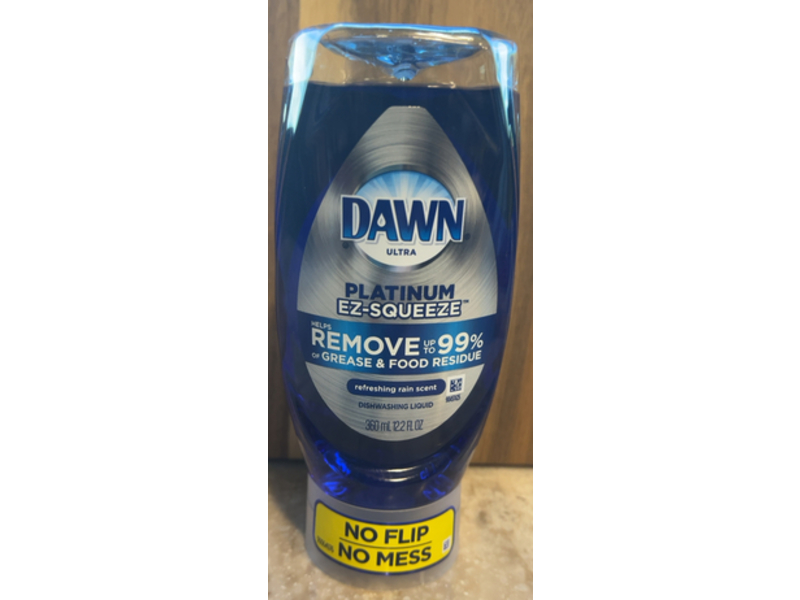 DAWN
ULTRA
PLATINUM
EZ-SQUEEZE™
HELPS
REMOVE UP TO 99%
OF GREASE & FOOD RESIDUE
refreshing rain scent
DISHWASHING LIQUID
360 mL 12.2 FL OZ
NO FLIP
NO MESS